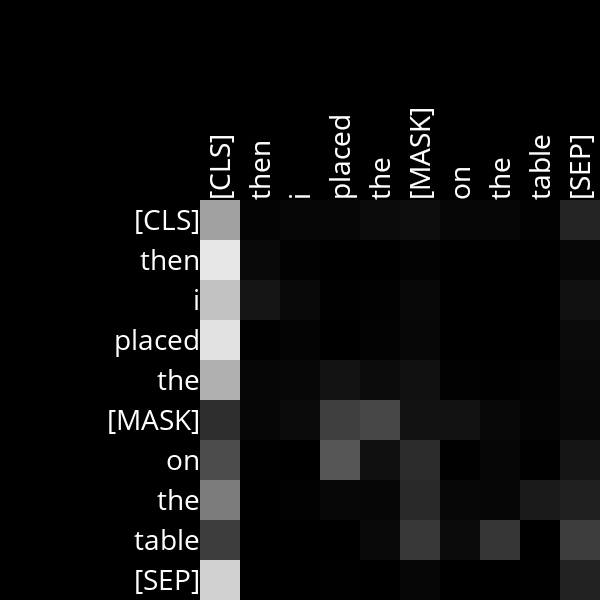 [CLS] then i placed the [MASK] on the table [SEP]
[CLS]
then
i
placed
the
[MASK]
on
the
table
[SEP]